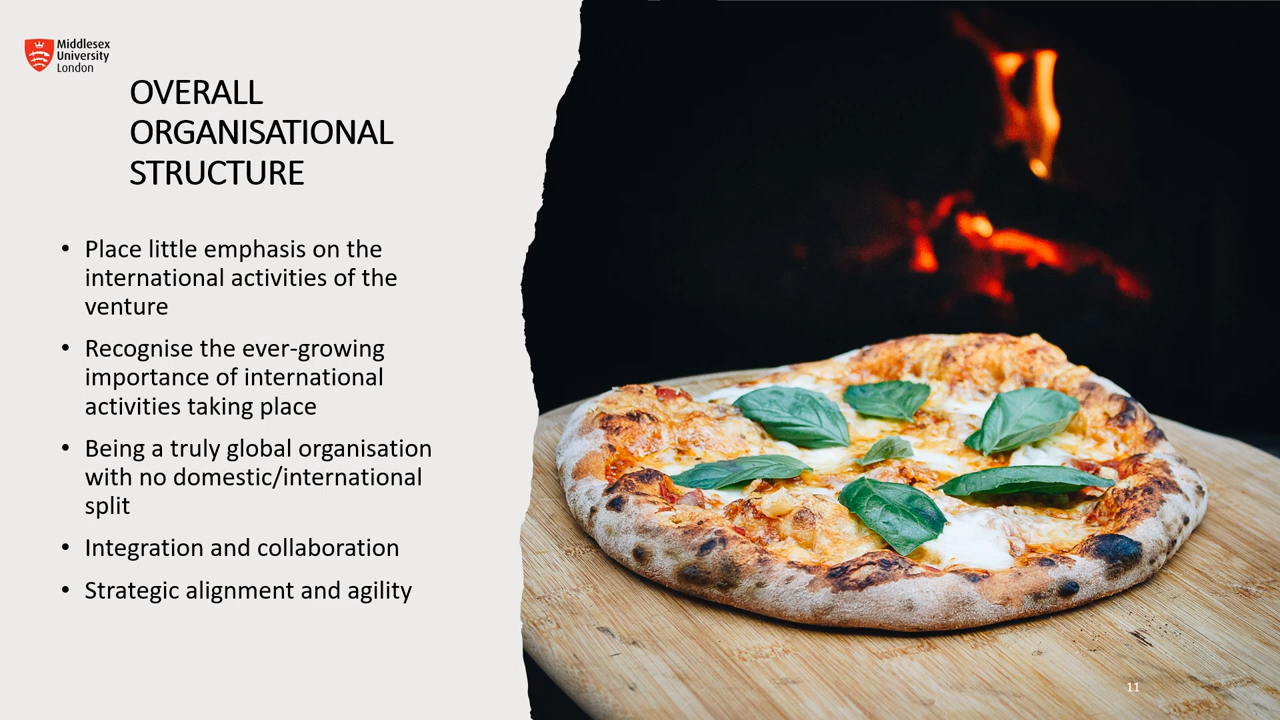 Middlesex
University
London
OVERALL
ORGANISATIONAL
STRUCTURE
• Place little emphasis on the
international activities of the
venture
• Recognise the ever-growing
importance of international
activities taking place
• Being a truly global organisation
with no domestic/international
split
• Integration and collaboration
• Strategic alignment and agility
11